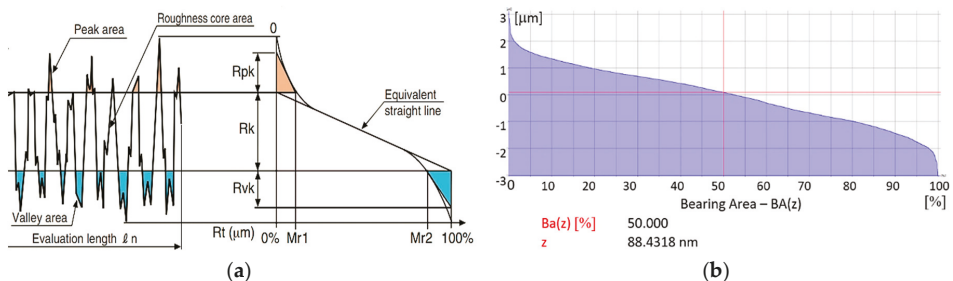 Peak area
Roughness core area
0
Rpk
Rk
Rvk
Equivalent
straight line
Valley area
Evaluation length ℓ n
Rt (μm)
0%
Mr1
Mr2
100%
(a)
3 [μm]
2
1
0
-1
-2
-3
0 10 20 30 40 50 60 70 80 90 100
Bearing Area – BA(z)
[%]
Ba(z) [%] 50.000
z 88.4318 nm
(b)